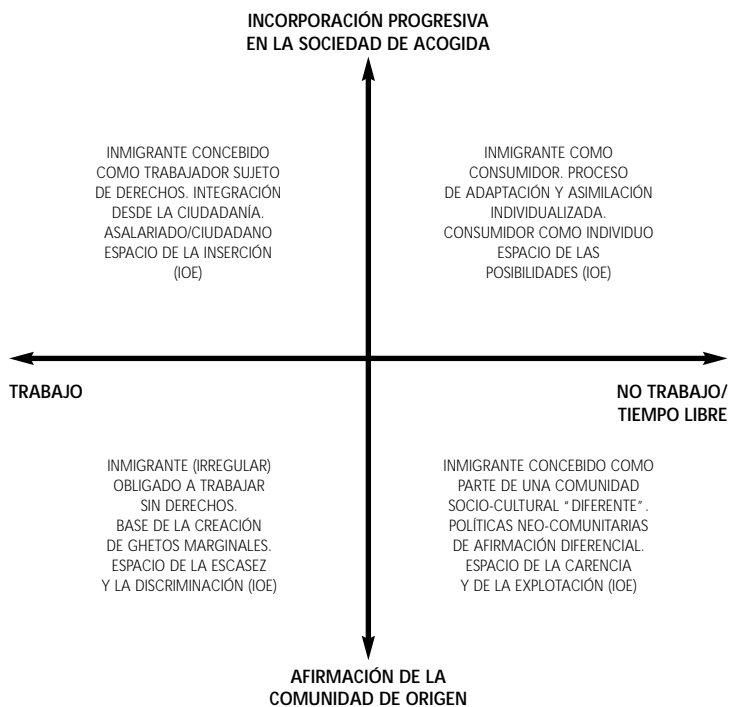 INCORPORACIÓN PROGRESIVA
EN LA SOCIEDAD DE ACOGIDA
INMIGRANTE CONCEBIDO
COMO TRABAJADOR SUJETO
DE DERECHOS. INTEGRACIÓN
DESDE LA CIUDADANÍA.
ASALARIADO/CIUDADANO
ESPACIO DE LA INSERCIÓN
(IOE)
INMIGRANTE COMO
CONSUMIDOR. PROCESO
DE ADAPTACIÓN Y ASIMILACIÓN
INDIVIDUALIZADA.
CONSUMIDOR COMO INDIVIDUO
ESPACIO DE LAS
POSIBILIDADES (IOE)
TRABAJO
NO TRABAJO/
TIEMPO LIBRE
INMIGRANTE (IRREGULAR)
OBLIGADO A TRABAJAR
SIN DERECHOS.
BASE DE LA CREACIÓN
DE GHETOS MARGINALES.
ESPACIO DE LA ESCASEZ
Y LA DISCRIMINACIÓN (IOE)
INMIGRANTE CONCEBIDO COMO
PARTE DE UNA COMUNIDAD
SOCIO-CULTURAL “DIFERENTE”.
POLÍTICAS NEO-COMUNITARIAS
DE AFIRMACIÓN DIFERENCIAL.
ESPACIO DE LA CARENCIA
Y DE LA EXPLOTACIÓN (IOE)
AFIRMACIÓN DE LA
COMUNIDAD DE ORIGEN